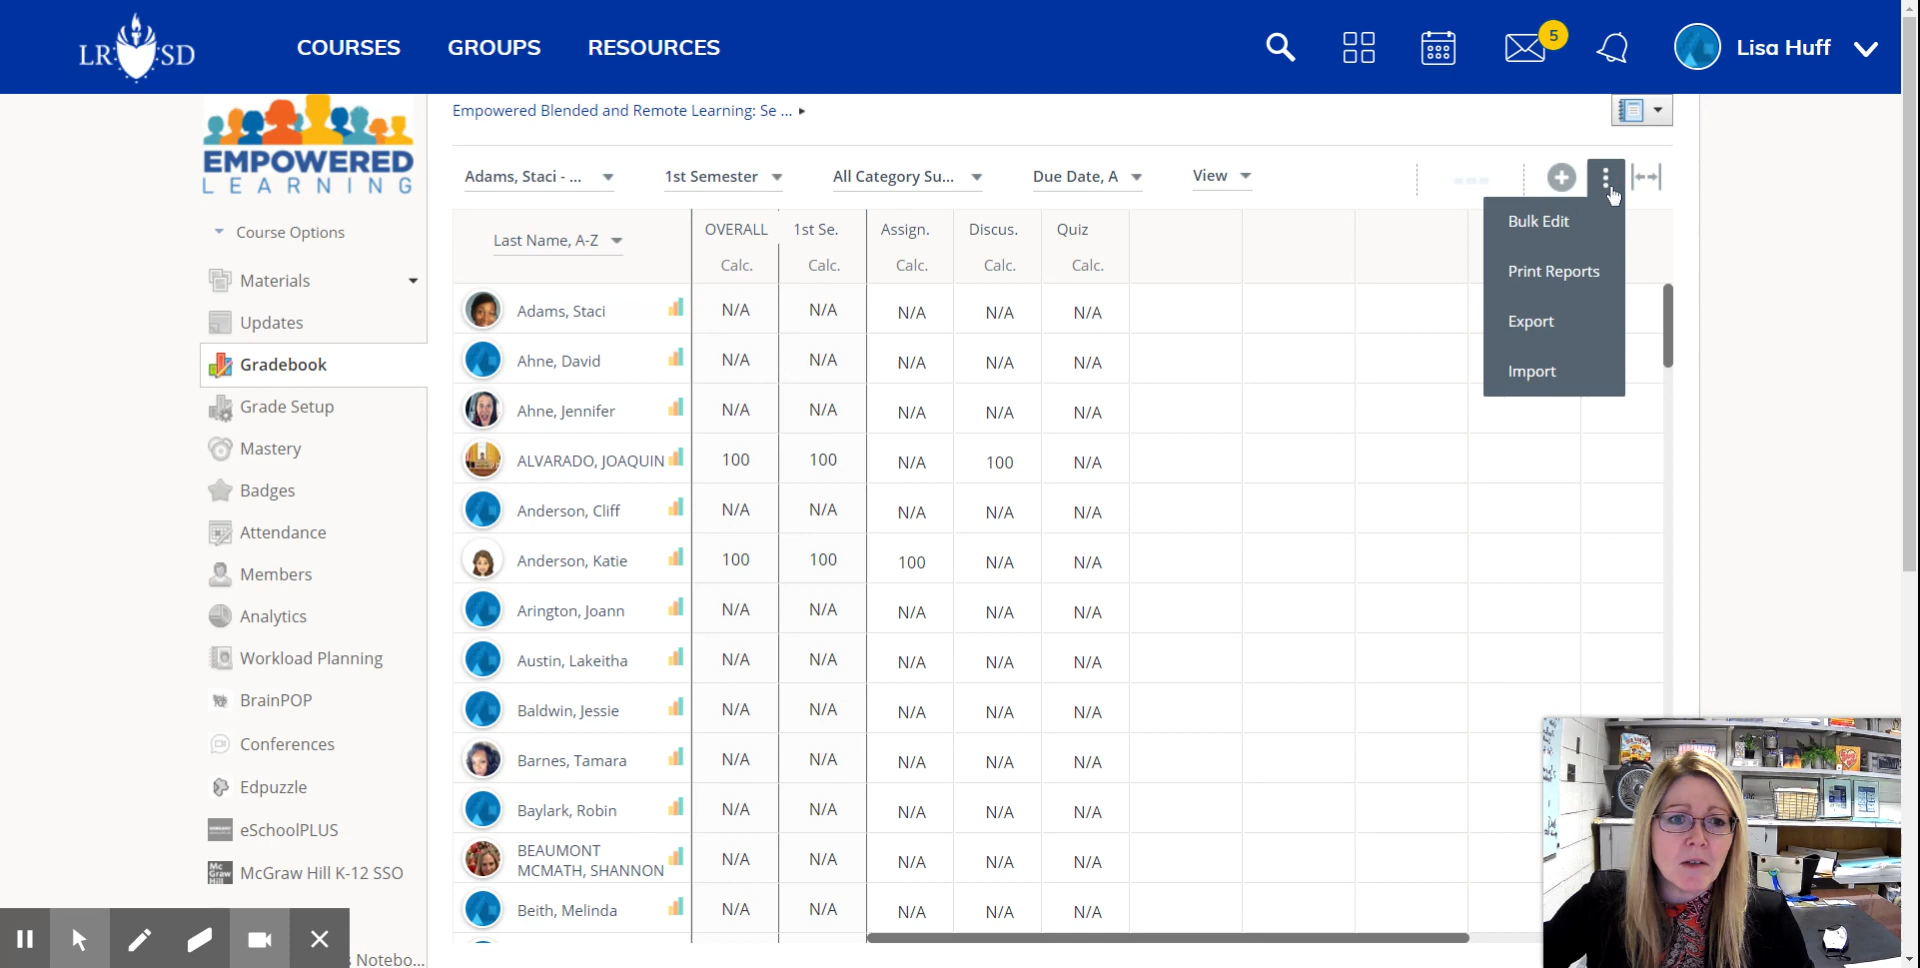 LR SD
COURSES GROUPS RESOURCES
5
Lisa Huff
EMPOWERED
LEARNING
Course Options
Materials
Updates
Gradebook
Grade Setup
Mastery
Badges
Attendance
Members
Analytics
Workload Planning
BrainPOP
Conferences
Edpuzzle
eSchoolPLUS
Mc Graw Hill
McGraw Hill K-12 SSO
s Notebo...
Empowered Blended and Remote Learning: Se ...
Adams, Staci - ... 1st Semester All Category Su... Due Date, A View
Bulk Edit
Print Reports
Export
Import
Last Name, A-Z OVERALL 1st Se. Assign. Discus. Quiz
Calc. Calc. Calc. Calc. Calc.
Adams, Staci N/A N/A N/A N/A N/A
Ahne, David N/A N/A N/A N/A N/A
Ahne, Jennifer N/A N/A N/A N/A N/A
ALVARADO, JOAQUIN 100 100 N/A 100 N/A
Anderson, Cliff N/A N/A N/A N/A N/A
Anderson, Katie 100 100 100 N/A N/A
Arington, Joann N/A N/A N/A N/A N/A
Austin, Lakeitha N/A N/A N/A N/A N/A
Baldwin, Jessie N/A N/A N/A N/A N/A
Barnes, Tamara N/A N/A N/A N/A N/A
Baylark, Robin N/A N/A N/A N/A N/A
BEAUMONT
MCMATH, SHANNON N/A N/A N/A N/A N/A
Beith, Melinda N/A N/A N/A N/A N/A